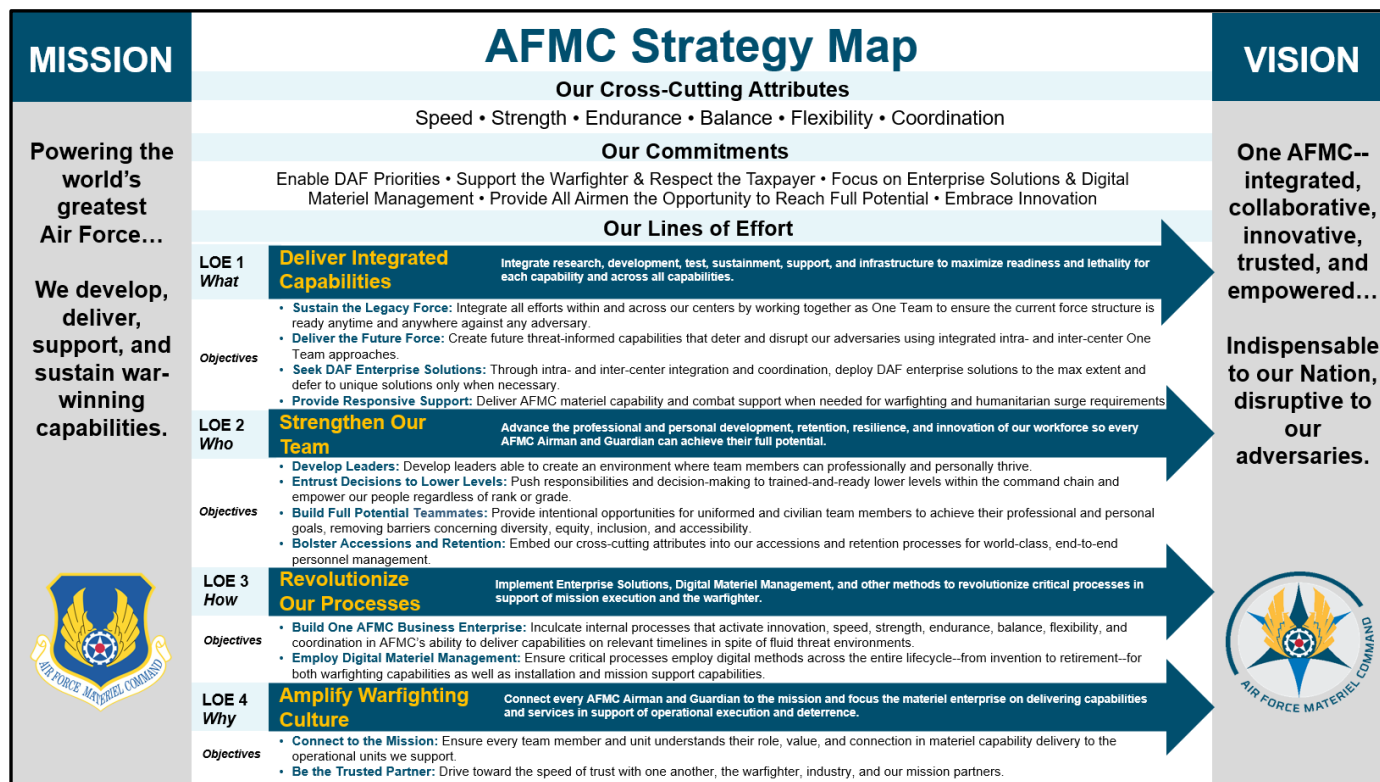 MISSION
Powering the
world’s
greatest
Air Force…
We develop,
deliver,
support, and
sustain war-
winning
capabilities.
AIR FORCE MATERIEL COMMAND
AFMC Strategy Map
Our Cross-Cutting Attributes
Speed • Strength • Endurance • Balance • Flexibility • Coordination
Our Commitments
Enable DAF Priorities • Support the Warfighter & Respect the Taxpayer • Focus on Enterprise Solutions & Digital
Materiel Management • Provide All Airmen the Opportunity to Reach Full Potential • Embrace Innovation
Our Lines of Effort
LOE 1
What
Deliver Integrated
Capabilities
Integrate research, development, test, sustainment, support, and infrastructure to maximize readiness and lethality for
each capability and across all capabilities.
Objectives
• Sustain the Legacy Force: Integrate all efforts within and across our centers by working together as One Team to ensure the current force structure is
ready anytime and anywhere against any adversary.
• Deliver the Future Force: Create future threat-informed capabilities that deter and disrupt our adversaries using integrated intra- and inter-center One
Team approaches.
• Seek DAF Enterprise Solutions: Through intra- and inter-center integration and coordination, deploy DAF enterprise solutions to the max extent and
defer to unique solutions only when necessary.
• Provide Responsive Support: Deliver AFMC materiel capability and combat support when needed for warfighting and humanitarian surge requirements
LOE 2
Who
Strengthen Our
Team
Advance the professional and personal development, retention, resilience, and innovation of our workforce so every
AFMC Airman and Guardian can achieve their full potential.
Objectives
• Develop Leaders: Develop leaders able to create an environment where team members can professionally and personally thrive.
• Entrust Decisions to Lower Levels: Push responsibilities and decision-making to trained-and-ready lower levels within the command chain and
empower our people regardless of rank or grade.
• Build Full Potential Teammates: Provide intentional opportunities for uniformed and civilian team members to achieve their professional and personal
goals, removing barriers concerning diversity, equity, inclusion, and accessibility.
• Bolster Accessions and Retention: Embed our cross-cutting attributes into our accessions and retention processes for world-class, end-to-end
personnel management.
LOE 3
How
Revolutionize
Our Processes
Implement Enterprise Solutions, Digital Materiel Management, and other methods to revolutionize critical processes in
support of mission execution and the warfighter.
Objectives
• Build One AFMC Business Enterprise: Inculcate internal processes that activate innovation, speed, strength, endurance, balance, flexibility, and
coordination in AFMC’s ability to deliver capabilities on relevant timelines in spite of fluid threat environments.
• Employ Digital Materiel Management: Ensure critical processes employ digital methods across the entire lifecycle--from invention to retirement--for
both warfighting capabilities as well as installation and mission support capabilities.
LOE 4
Why
Amplify Warfighting
Culture
Connect every AFMC Airman and Guardian to the mission and focus the materiel enterprise on delivering capabilities
and services in support of operational execution and deterrence.
Objectives
• Connect to the Mission: Ensure every team member and unit understands their role, value, and connection in materiel capability delivery to the
operational units we support.
• Be the Trusted Partner: Drive toward the speed of trust with one another, the warfighter, industry, and our mission partners.
VISION
One AFMC--
integrated,
collaborative,
innovative,
trusted, and
empowered…
Indispensable
to our Nation,
disruptive to
our
adversaries.
AIR FORCE MATERIEL COMMAND